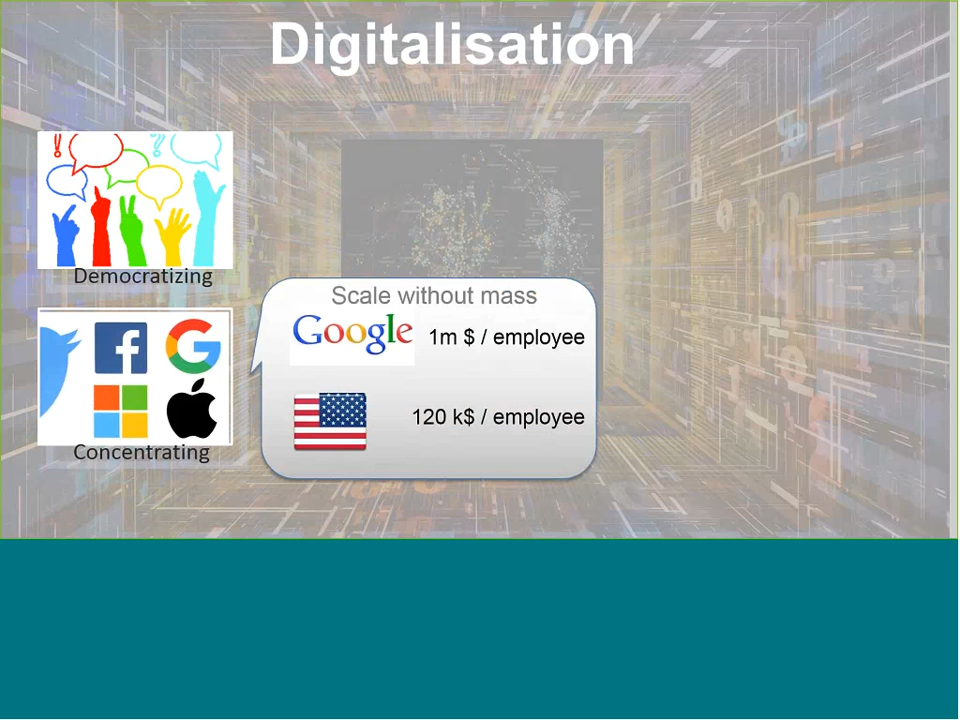 Digitalisation
! ?
Democratizing
Scale without mass
Google 1m $ / employee
120 k$ / employee
f G
Concentrating